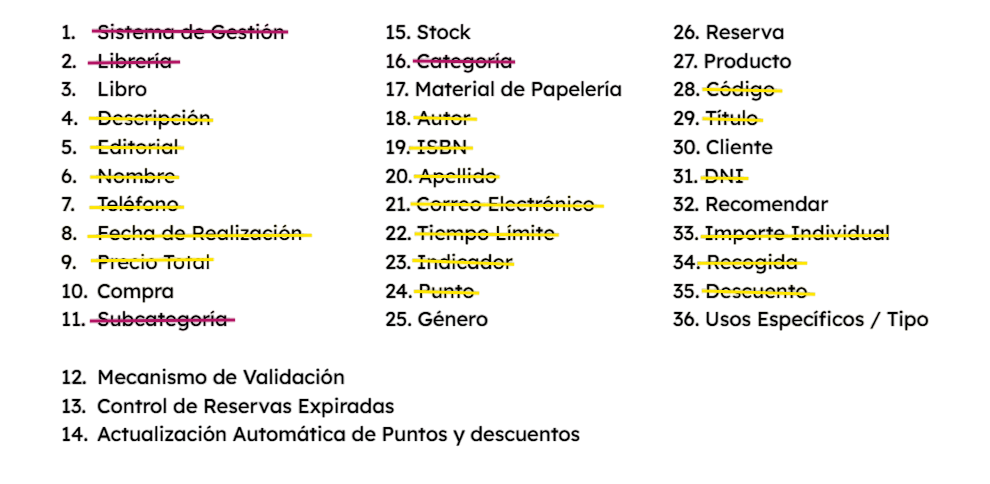 1. Sistema de Gestión
2. Librería
3. Libro
4. Descripción
5. Editorial
6. Nombre
7. Teléfono
8. Fecha de Realización
9. Precio Total
10. Compra
11. Subcategoría
12. Mecanismo de Validación
13. Control de Reservas Expiradas
14. Actualización Automática de Puntos y descuentos
15. Stock
16. Categoría
17. Material de Papelería
18. Autor
19. ISBN
20. Apellido
21. Correo Electrónico
22. Tiempo Límite
23. Indicador
24. Punto
25. Género
26. Reserva
27. Producto
28. Código
29. Título
30. Cliente
31. DNI
32. Recomendar
33. Importe Individual
34. Recogida
35. Descuento
36. Usos Específicos / Tipo